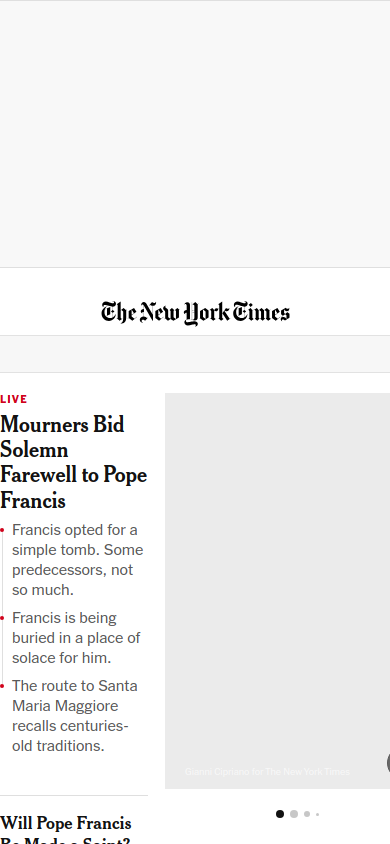 The New York Times
LIVE
Mourners Bid
Solemn
Farewell to Pope
Francis
Francis opted for a
simple tomb. Some
predecessors, not
so much.
Francis is being
buried in a place of
solace for him.
The route to Santa
Maria Maggiore
recalls centuries-
old traditions.
for The New York Times
Will Pope Francis
Be Made a Saint?